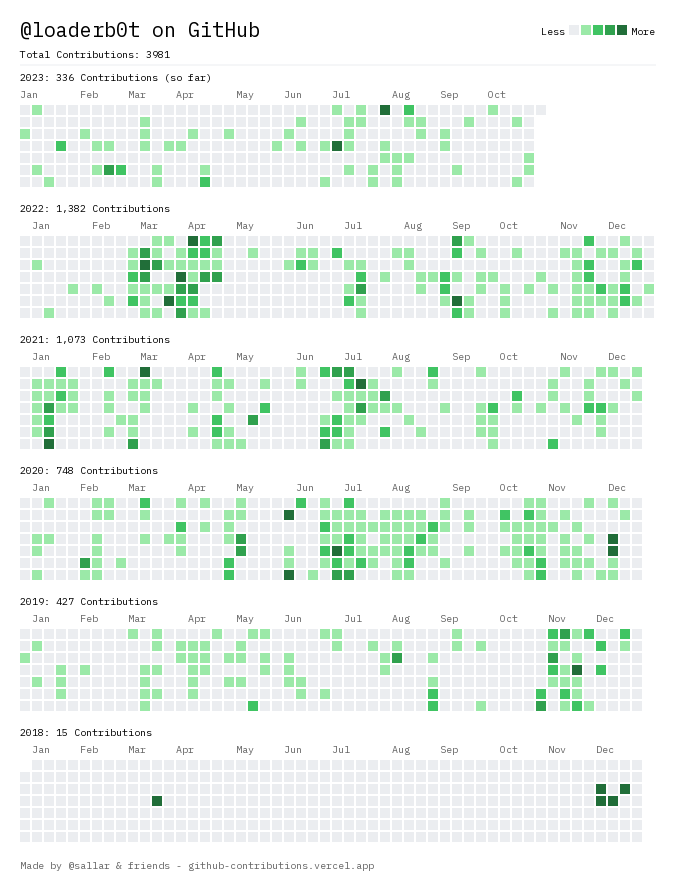 @loaderb0t on GitHub
Less More
Total Contributions: 3981
2023: 336 Contributions (so far)
Jan Feb Mar Apr May Jun Jul Aug Sep Oct
2022: 1,382 Contributions
Jan Feb Mar Apr May Jun Jul Aug Sep Oct Nov Dec
2021: 1,073 Contributions
Jan Feb Mar Apr May Jun Jul Aug Sep Oct Nov Dec
2020: 748 Contributions
Jan Feb Mar Apr May Jun Jul Aug Sep Oct Nov Dec
2019: 427 Contributions
Jan Feb Mar Apr May Jun Jul Aug Sep Oct Nov Dec
2018: 15 Contributions
Jan Feb Mar Apr May Jun Jul Aug Sep Oct Nov Dec
Made by @sallar & friends - github-contributions.vercel.app